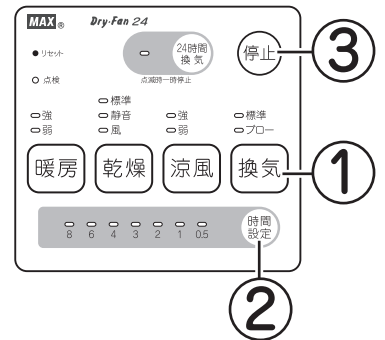 MAX® Dry·Fan 24
リセット
24時間
換気
停止
③
点検
点滅時一時停止
標準
強 静音 強 標準
弱 風 弱 ブロー
暖房 乾燥 涼風 換気
①
8 6 4 3 2 1 0.5
時間
設定
②